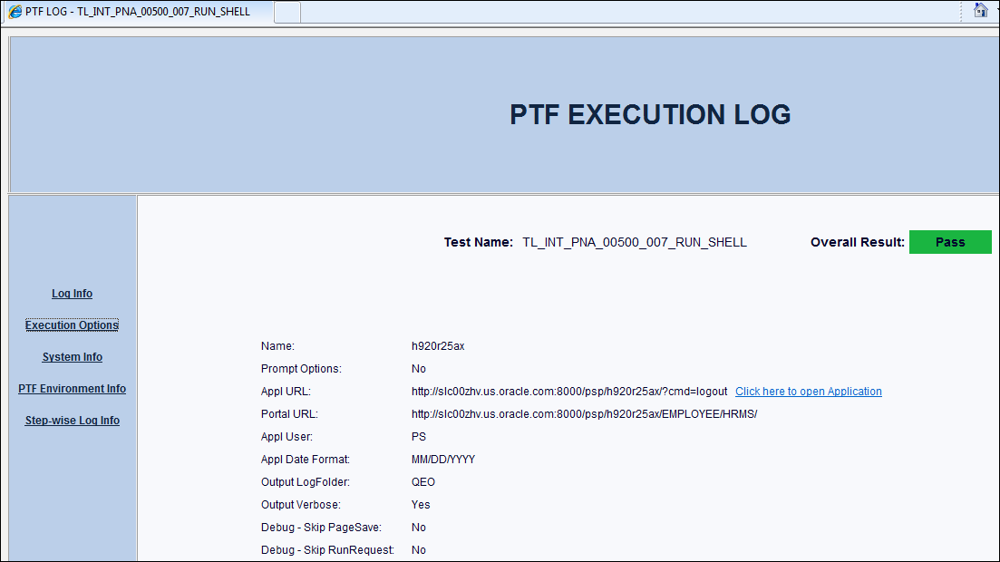 PTF LOG - TL_INT_PNA_00500_007_RUN_SHELL
PTF EXECUTION LOG
Test Name: TL_INT_PNA_00500_007_RUN_SHELL Overall Result: Pass
Log Info
Execution Options
System Info
PTF Environment Info
Step-wise Log Info
Name: h920r25ax
Prompt Options: No
Appl URL: http://slc00zhv.us.oracle.com:8000/psp/h920r25ax/?cmd=logout Click here to open Application
Portal URL: http://slc00zhv.us.oracle.com:8000/psp/h920r25ax/EMPLOYEE/HRMS/
Appl User: PS
Appl Date Format: MM/DD/YYYY
Output LogFolder: QEO
Output Verbose: Yes
Debug - Skip PageSave: No
Debug - Skip RunRequest: No